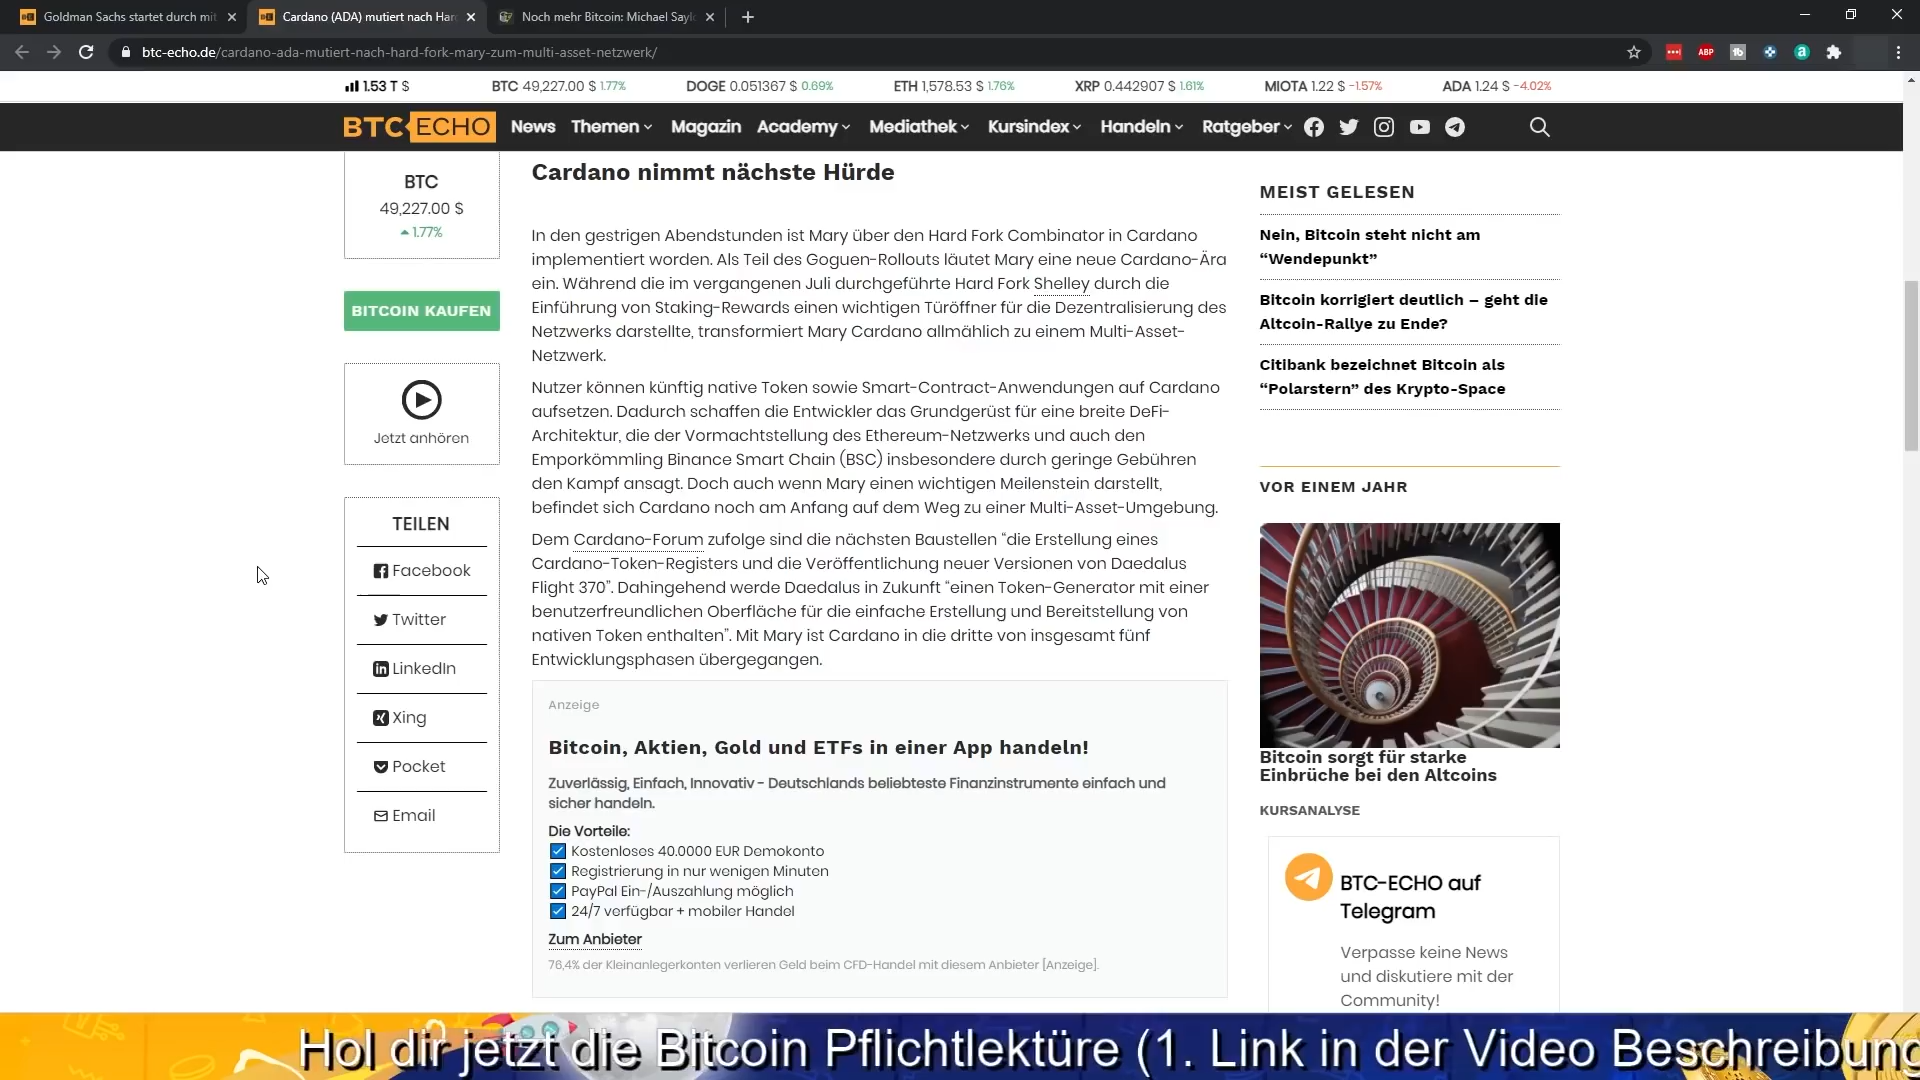 Goldman Sachs startet durch mit
Cardano (ADA) mutiert nach Har
Noch mehr Bitcoin: Michael Sayl
btc-echo.de/cardano-ada-mutiert-nach-hard-fork-mary-zum-multi-asset-netzwerk/
ABP
1.53 T $
BTC 49,227.00 $ 1.77%
DOGE 0.051367 $ 0.69%
ETH 1,578.53 $ 1.76%
XRP 0.442907 $ 1.61%
MIOTA 1.22 $ -1.57%
ADA 1.24 $ -4.02%
BTC ECHO
News
Themen
Magazin
Academy
Mediathek
Kursindex
Handeln
Ratgeber
BTC
49,227.00 $
1.77%
BITCOIN KAUFEN
Jetzt anhören
TEILEN
Facebook
Twitter
LinkedIn
Xing
Pocket
Email
Cardano nimmt nächste Hürde
In den gestrigen Abendstunden ist Mary über den Hard Fork Combinator in Cardano
implementiert worden. Als Teil des Goguen-Rollouts läutet Mary eine neue Cardano-Ära
ein. Während die im vergangenen Juli durchgeführte Hard Fork Shelley durch die
Einführung von Staking-Rewards einen wichtigen Türöffner für die Dezentralisierung des
Netzwerks darstellte, transformiert Mary Cardano allmählich zu einem Multi-Asset-
Netzwerk.
Nutzer können künftig native Token sowie Smart-Contract-Anwendungen auf Cardano
aufsetzen. Dadurch schaffen die Entwickler das Grundgerüst für eine breite DeFi-
Architektur, die der Vormachtstellung des Ethereum-Netzwerks und auch den
Emporkömmling Binance Smart Chain (BSC) insbesondere durch geringe Gebühren
den Kampf ansagt. Doch auch wenn Mary einen wichtigen Meilenstein darstellt,
befindet sich Cardano noch am Anfang auf dem Weg zu einer Multi-Asset-Umgebung.
Dem Cardano-Forum zufolge sind die nächsten Baustellen “die Erstellung eines
Cardano-Token-Registers und die Veröffentlichung neuer Versionen von Daedalus
Flight 370”. Dahingehend werde Daedalus in Zukunft “einen Token-Generator mit einer
benutzerfreundlichen Oberfläche für die einfache Erstellung und Bereitstellung von
nativen Token enthalten”. Mit Mary ist Cardano in die dritte von insgesamt fünf
Entwicklungsphasen übergegangen.
Anzeige
Bitcoin, Aktien, Gold und ETFs in einer App handeln!
Zuverlässig, Einfach, Innovativ - Deutschlands beliebteste Finanzinstrumente einfach und
sicher handeln.
Die Vorteile:
Kostenloses 40.0000 EUR Demokonto
Registrierung in nur wenigen Minuten
PayPal Ein-/Auszahlung möglich
24/7 verfügbar + mobiler Handel
Zum Anbieter
76,4% der Kleinanlegerkonten verlieren Geld beim CFD-Handel mit diesem Anbieter [Anzeige].
MEIST GELESEN
Nein, Bitcoin steht nicht am
“Wendepunkt”
Bitcoin korrigiert deutlich – geht die
Altcoin-Rallye zu Ende?
Citibank bezeichnet Bitcoin als
“Polarstern” des Krypto-Space
VOR EINEM JAHR
Bitcoin sorgt für starke
Einbrüche bei den Altcoins
KURSANALYSE
BTC-ECHO auf
Telegram
Verpasse keine News
und diskutiere mit der
Community!
Hol dir jetzt die Bitcoin Pflichtlektüre (1. Link in der Video Beschreibung